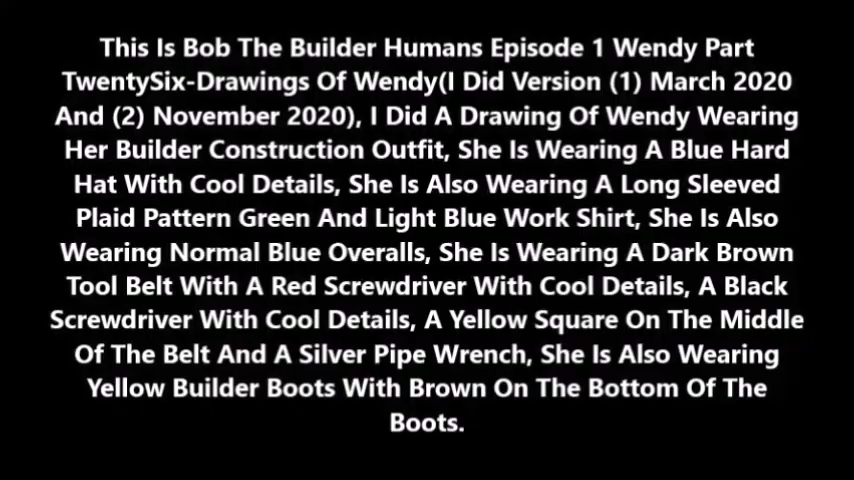 This Is Bob The Builder Humans Episode 1 Wendy Part
TwentySix-Drawings Of Wendy(I Did Version (1) March 2020
And (2) November 2020), I Did A Drawing Of Wendy Wearing
Her Builder Construction Outfit, She Is Wearing A Blue Hard
Hat With Cool Details, She Is Also Wearing A Long Sleeved
Plaid Pattern Green And Light Blue Work Shirt, She Is Also
Wearing Normal Blue Overalls, She Is Wearing A Dark Brown
Tool Belt With A Red Screwdriver With Cool Details, A Black
Screwdriver With Cool Details, A Yellow Square On The Middle
Of The Belt And A Silver Pipe Wrench, She Is Also Wearing
Yellow Builder Boots With Brown On The Bottom Of The
Boots.